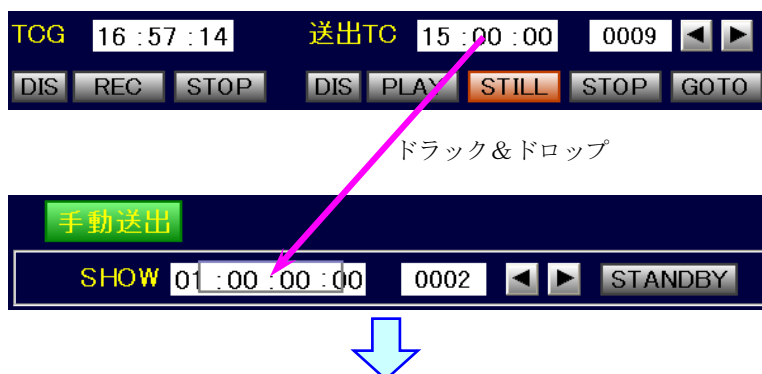 TCG 16 :57 :14 送出TC 15 :00 :00 0009 ◀ ▶
DIS REC STOP DIS PLAY STILL STOP GOTO
ドラック＆ドロップ
手動送出
SHOW 01 :00 :00 :00 0002 ◀ ▶ STANDBY